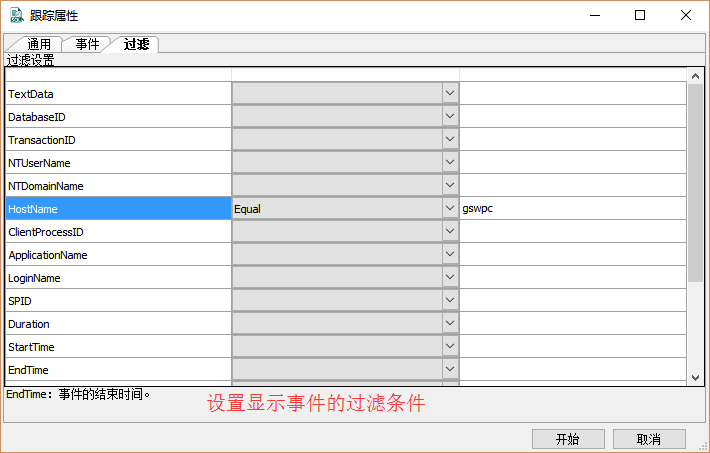 跟踪属性
通用 事件 过滤
过滤设置
TextData
DatabaseID
TransactionID
NTUserName
NTDomainName
HostName Equal gswpc
ClientProcessID
ApplicationName
LoginName
SPID
Duration
StartTime
EndTime
EndTime：事件的结束时间。
设置显示事件的过滤条件
开始 取消